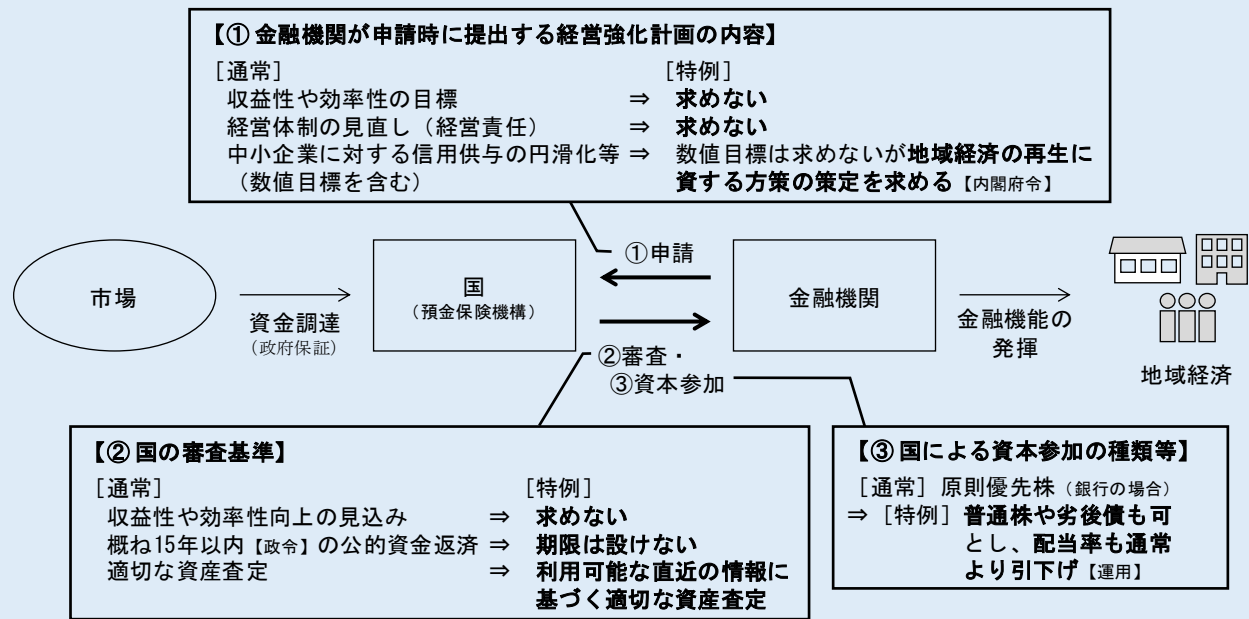 【① 金融機関が申請時に提出する経営強化計画の内容】
［通常］ ［特例］
収益性や効率性の目標 ⇒ 求めない
経営体制の見直し（経営責任） ⇒ 求めない
中小企業に対する信用供与の円滑化等 ⇒ 数値目標は求めないが地域経済の再生に
（数値目標を含む） 資する方策の策定を求める【内閣府令】
市場
資金調達
（政府保証）
国
（預金保険機構）
①申請
②審査・
③資本参加
金融機関
金融機能の
発揮
地域経済
【② 国の審査基準】
［通常］ ［特例］
収益性や効率性向上の見込み ⇒ 求めない
概ね15年以内【政令】の公的資金返済 ⇒ 期限は設けない
適切な資産査定 ⇒ 利用可能な直近の情報に
基づく適切な資産査定
【③ 国による資本参加の種類等】
［通常］原則優先株（銀行の場合）
⇒［特例］普通株や劣後債も可
とし、配当率も通常
より引下げ【運用】